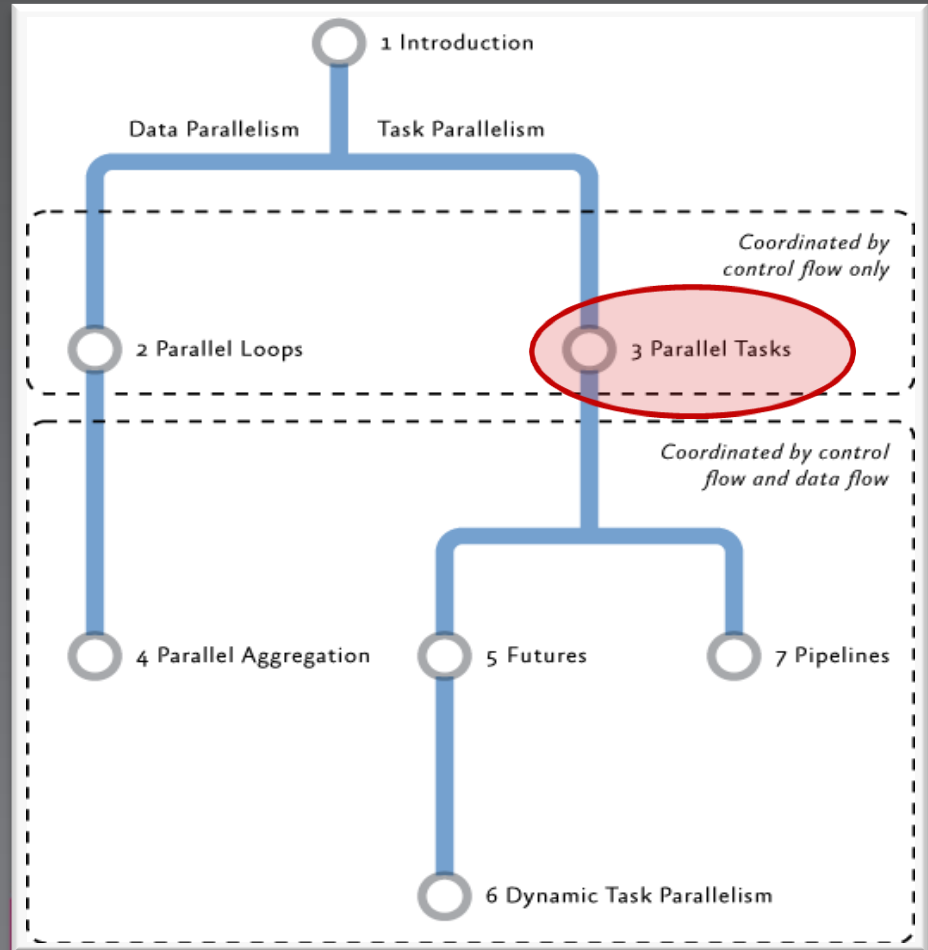 1 Introduction
Data Parallelism
Task Parallelism
Coordinated by
control flow only
2 Parallel Loops
3 Parallel Tasks
Coordinated by control
flow and data flow
4 Parallel Aggregation
5 Futures
7 Pipelines
6 Dynamic Task Parallelism